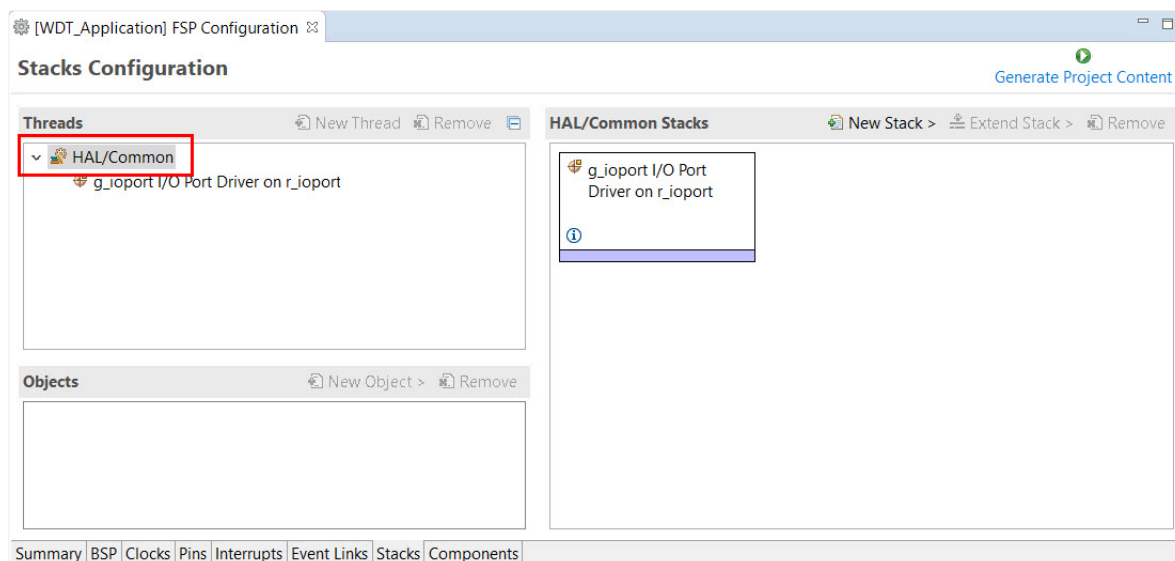 [WDT_Application] FSP Configuration
Stacks Configuration
Generate Project Content
Threads
New Thread
Remove
HAL/Common
g_ioport I/O Port Driver on r_ioport
HAL/Common Stacks
New Stack >
Extend Stack >
Remove
g_ioport I/O Port
Driver on r_ioport
Objects
New Object >
Remove
Summary
BSP
Clocks
Pins
Interrupts
Event Links
Stacks
Components